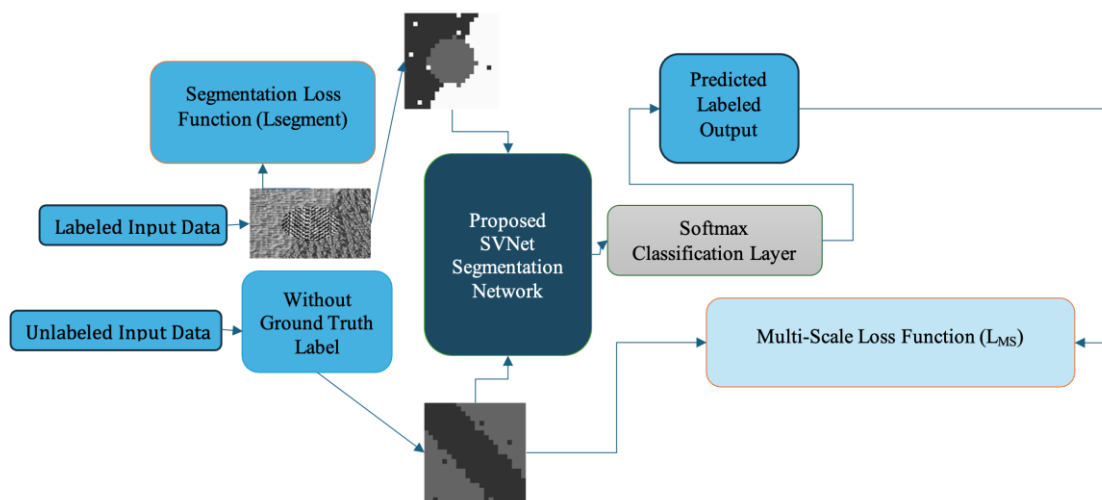 Segmentation Loss
Function (Lsegment)
Labeled Input Data
Unlabeled Input Data
Without
Ground Truth
Label
Proposed
SVNet
Segmentation
Network
Softmax
Classification Layer
Predicted
Labeled
Output
Multi-Scale Loss Function (LMS)